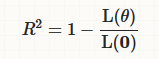 R² = 1 − L(θ) / L(𝟎)